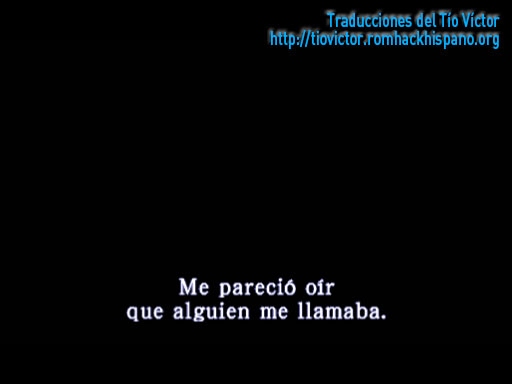 Traducciones del Tío Víctor
http://tiovictor.romhackhispano.org
Me pareció oír
que alguien me llamaba.